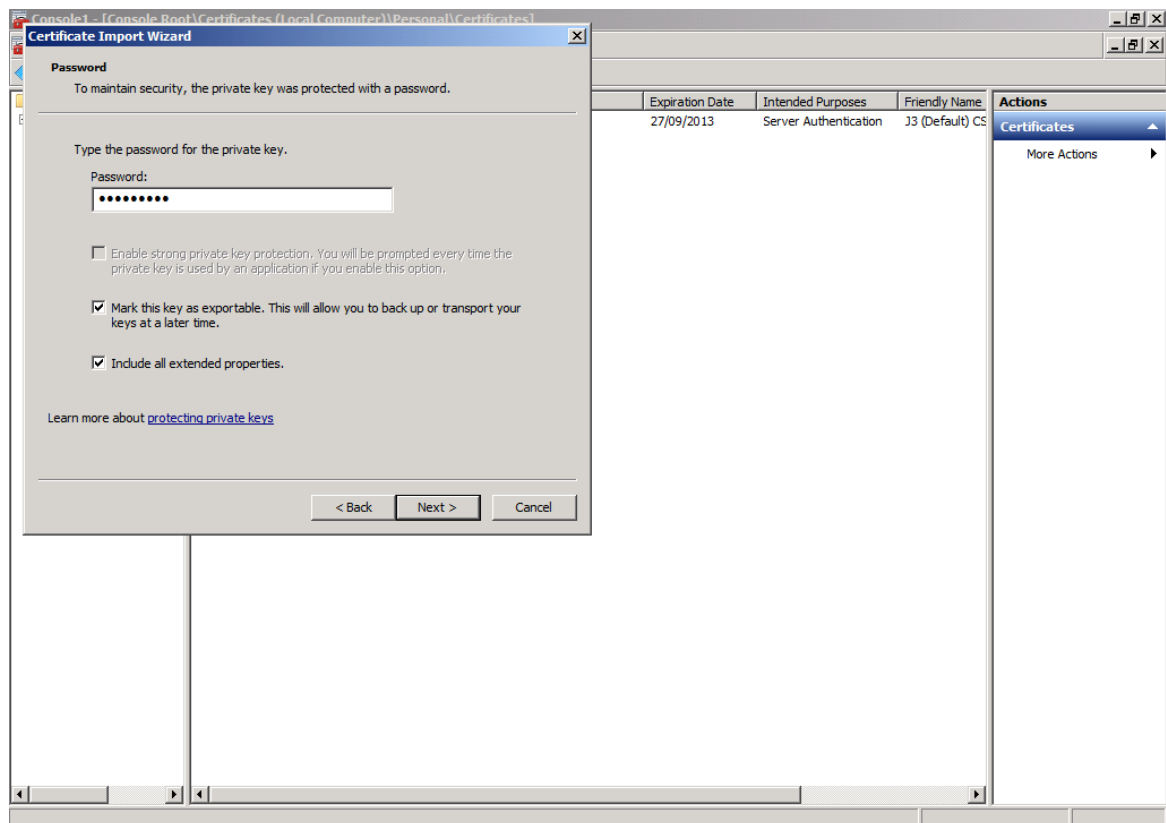 Console1 - [Console Root\Certificates (Local Computer)\Personal\Certificates]
Certificate Import Wizard
Password
To maintain security, the private key was protected with a password.
Type the password for the private key.
Password:
•••••••••
Enable strong private key protection. You will be prompted every time the
private key is used by an application if you enable this option.
Mark this key as exportable. This will allow you to back up or transport your
keys at a later time.
Include all extended properties.
Learn more about protecting private keys
< Back Next > Cancel
Expiration Date Intended Purposes Friendly Name
27/09/2013 Server Authentication J3 (Default) CS
Actions
Certificates
More Actions